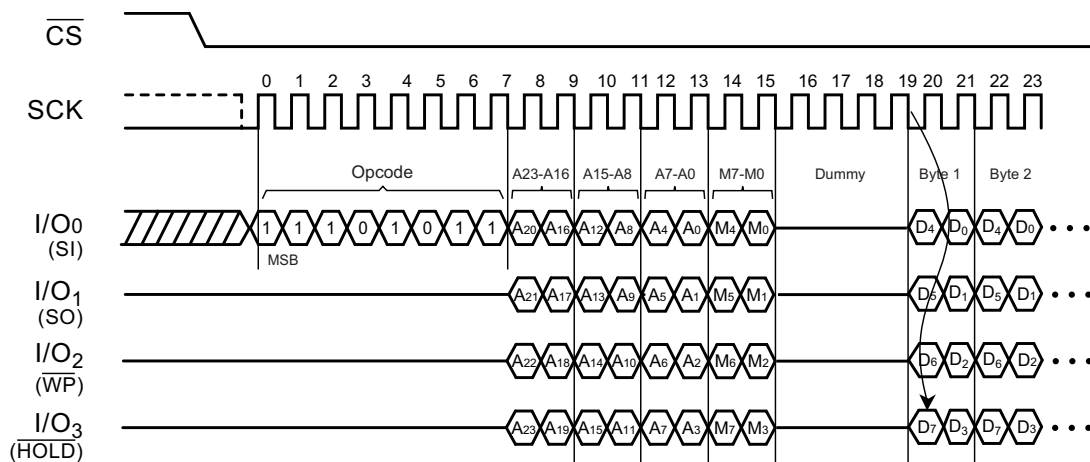 CS
0 1 2 3 4 5 6 7 8 9 10 11 12 13 14 15 16 17 18 19 20 21 22 23
SCK
Opcode A23-A16 A15-A8 A7-A0 M7-M0 Dummy Byte 1 Byte 2
I/O0 1 1 1 0 1 0 1 1 A20 A16 A12 A8 A4 A0 M4 M0 D4 D0 D4 D0 • • •
(SI)
MSB
I/O1 A21 A17 A13 A9 A5 A1 M5 M1 D5 D1 D5 D1 • • •
(SO)
I/O2 A22 A18 A14 A10 A6 A2 M6 M2 D6 D2 D6 D2 • • •
(WP)
I/O3 A23 A19 A15 A11 A7 A3 M7 M3 D7 D3 D7 D3 • • •
(HOLD)